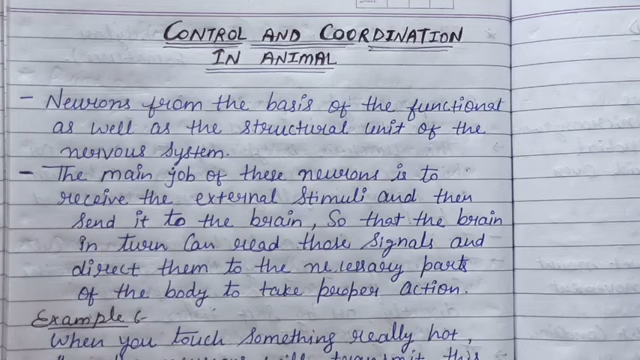 CONTROL AND COORDINATION
IN ANIMAL
- Neurons from the basis of the functional
as well as the structural unit of the
nervous system.
- The main job of these neurons is to
receive the external stimuli and then
send it to the brain, so that the brain
in turn can read those signals and
direct them to the necessary parts
of the body to take proper action.
Example :-
When you touch something really hot,
transmit this